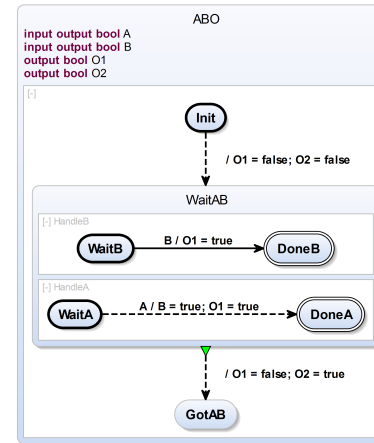 ABO
input output bool A
input output bool B
output bool O1
output bool O2
[-]
Init
/ O1 = false; O2 = false
WaitAB
[-] HandleB
WaitB
B / O1 = true
DoneB
[-] HandleA
WaitA
A / B = true; O1 = true
DoneA
/ O1 = false; O2 = true
GotAB